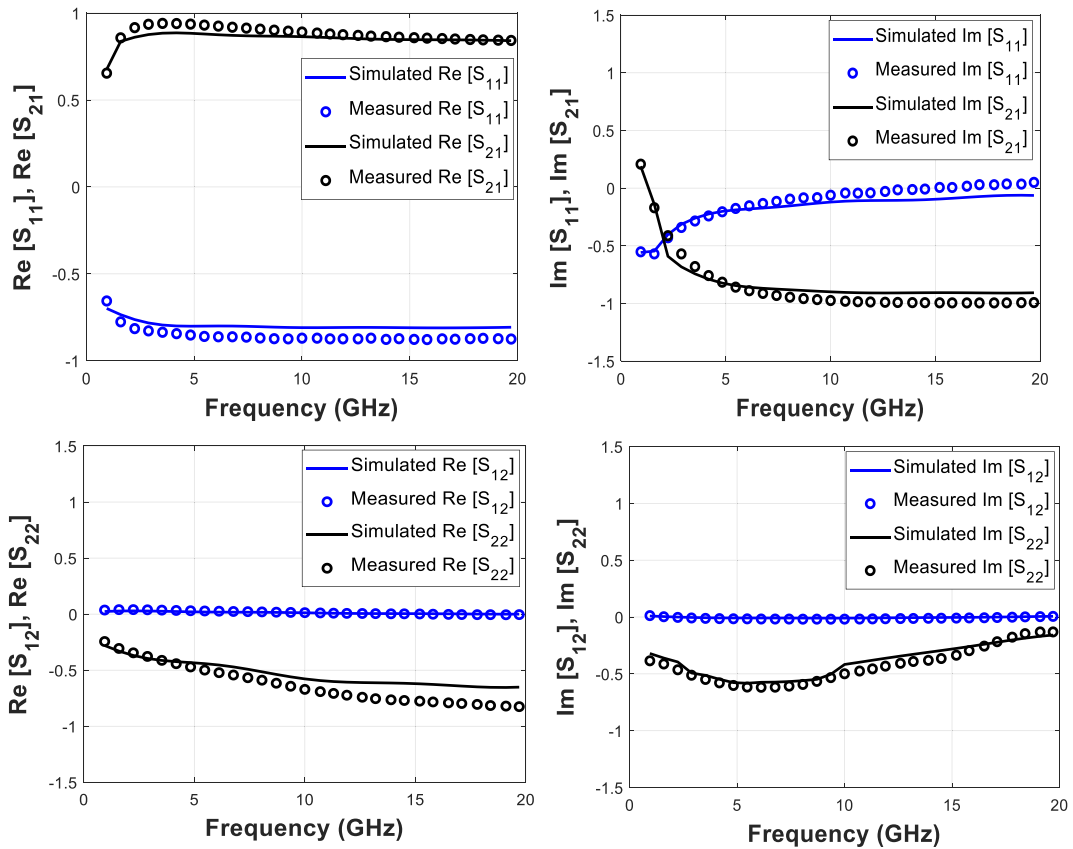 1
0.5
0
-0.5
-1
Re [S11], Re [S21]
Simulated Re [S11]
Measured Re [S11]
Simulated Re [S21]
Measured Re [S21]
0 5 10 15 20
Frequency (GHz)
1.5
1
0.5
0
-0.5
-1
-1.5
Im [S11], Im [S21]
Simulated Im [S11]
Measured Im [S11]
Simulated Im [S21]
Measured Im [S21]
0 5 10 15 20
Frequency (GHz)
1.5
1
0.5
0
-0.5
-1
-1.5
Re [S12], Re [S22]
Simulated Re [S12]
Measured Re [S12]
Simulated Re [S22]
Measured Re [S22]
0 5 10 15 20
Frequency (GHz)
1.5
1
0.5
0
-0.5
-1
-1.5
Im [S12], Im [S22]
Simulated Im [S12]
Measured Im [S12]
Simulated Im [S22]
Measured Im [S22]
0 5 10 15 20
Frequency (GHz)